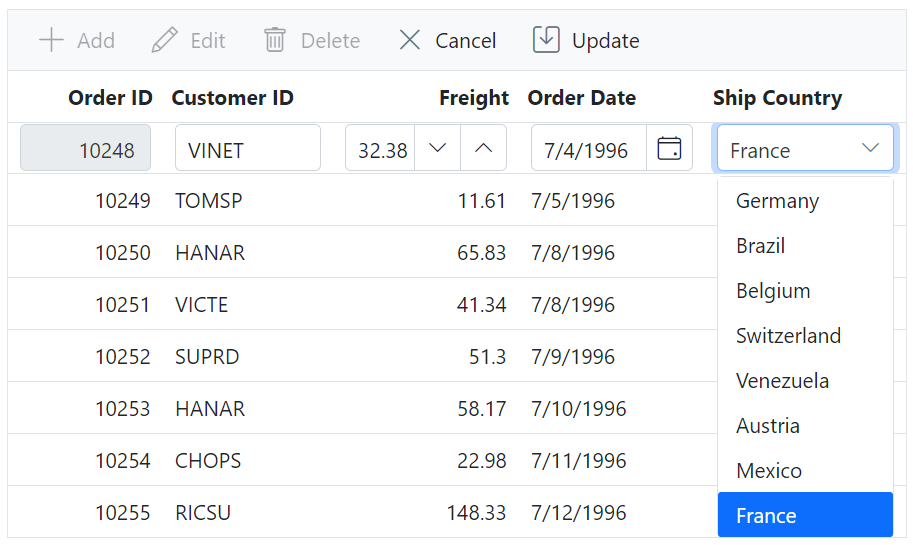 Add Edit Delete Cancel Update
Order ID Customer ID Freight Order Date Ship Country
10248 VINET 32.38 7/4/1996 France
10249 TOMSP 11.61 7/5/1996 Germany
10250 HANAR 65.83 7/8/1996 Brazil
10251 VICTE 41.34 7/8/1996 Belgium
10252 SUPRD 51.3 7/9/1996 Switzerland
10253 HANAR 58.17 7/10/1996 Venezuela
10254 CHOPS 22.98 7/11/1996 Austria
10255 RICSU 148.33 7/12/1996 Mexico
France